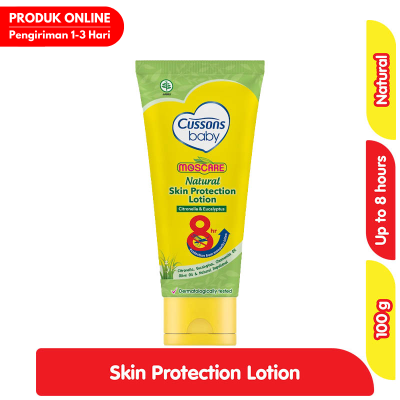 PRODUK ONLINE
Pengiriman 1-3 Hari
Natural
Up to 8 hours
100 g
Cussons
baby
MOSCARE
Natural
Skin Protection
Lotion
Citronella & Eucalyptus
8 hr
Dermatologically tested
Skin Protection Lotion